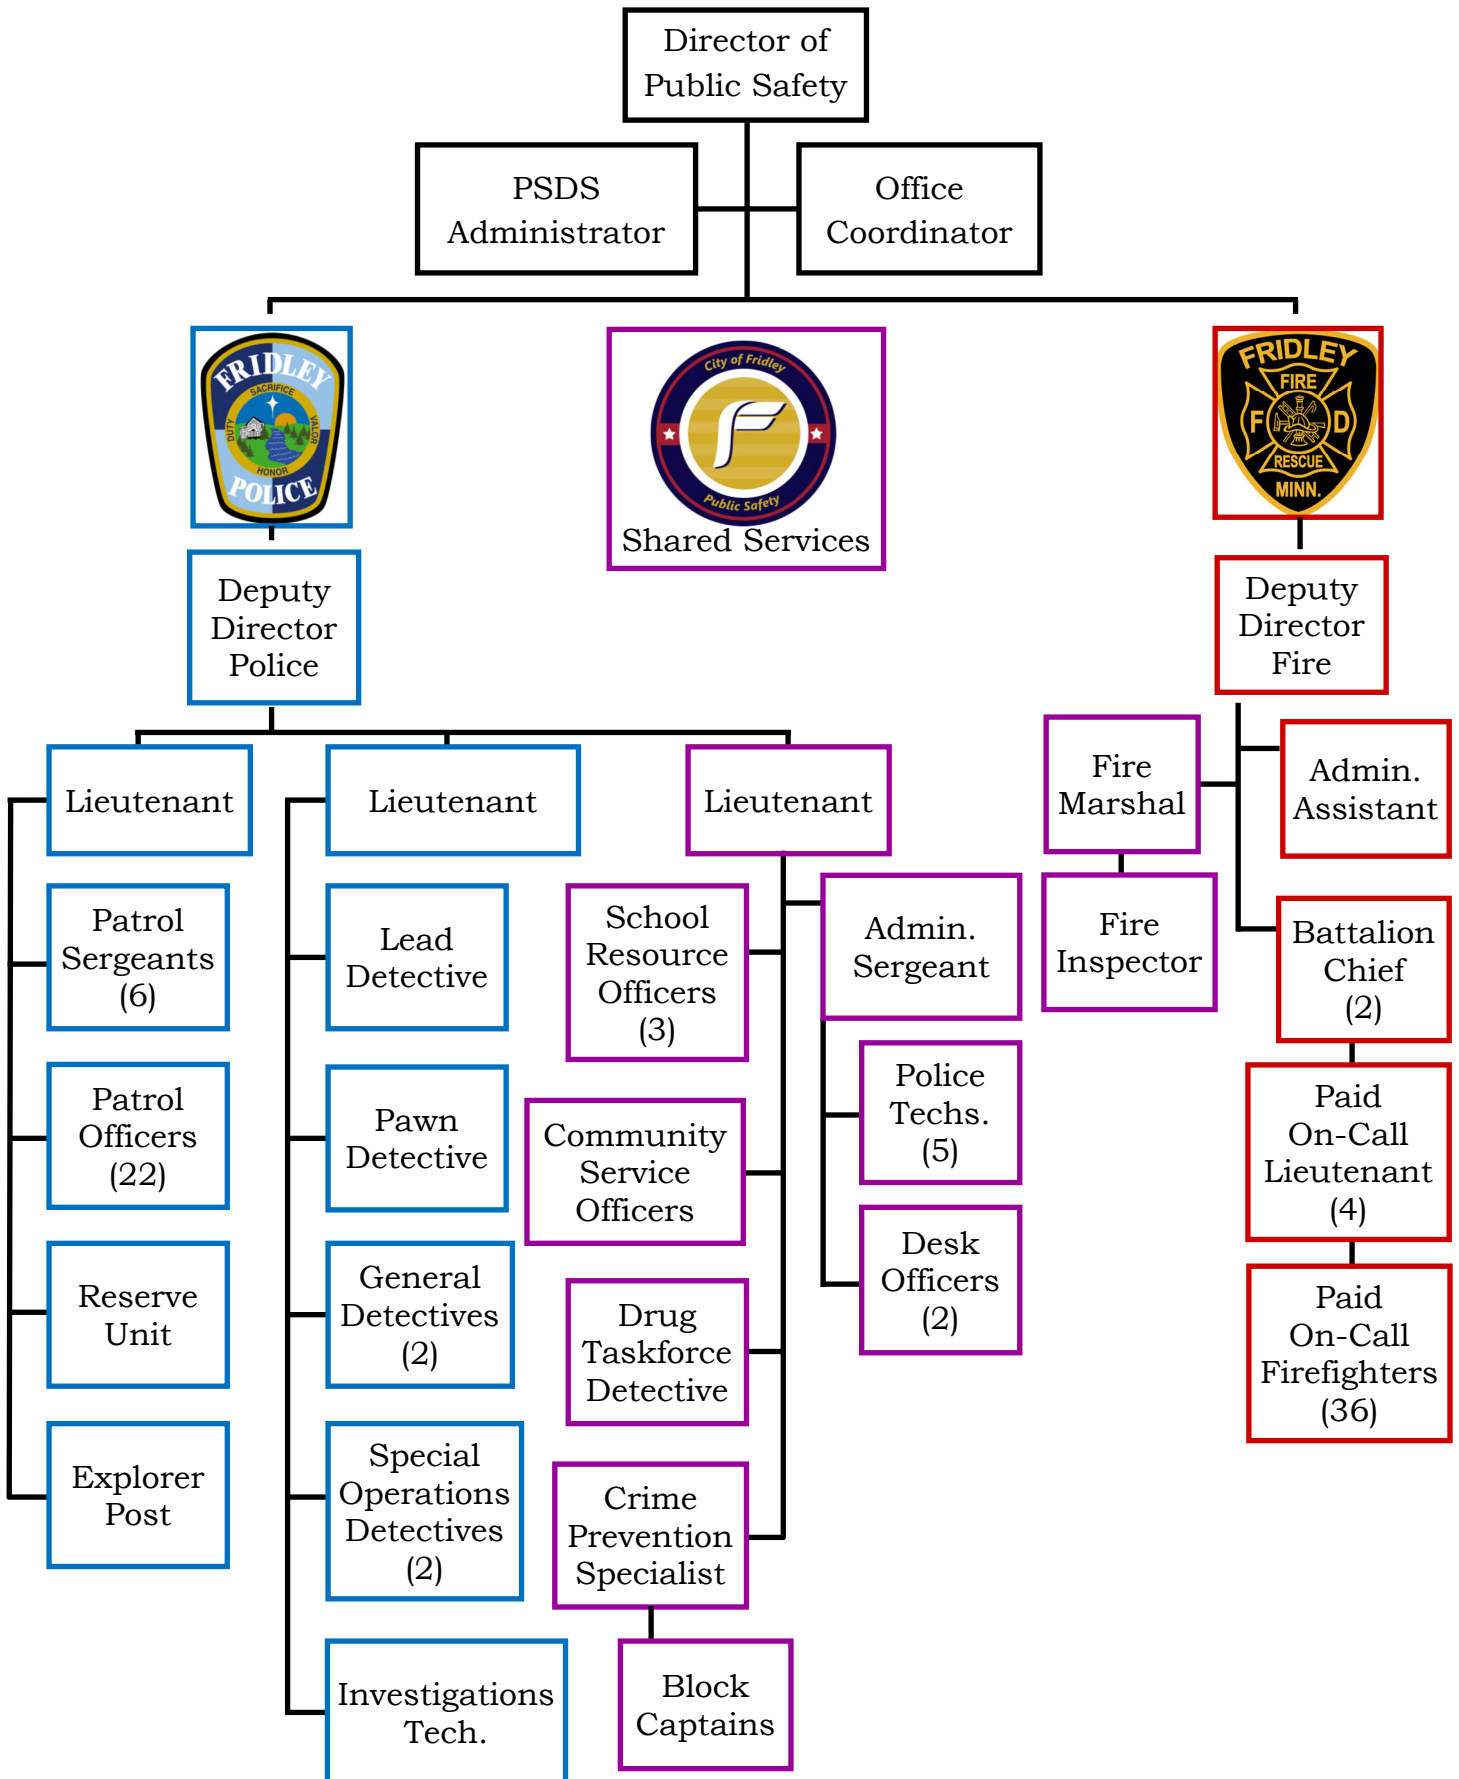 Director of
Public Safety
PSDS
Administrator
Office
Coordinator
FRIDLEY
SACRIFICE
DUTY
VALOR
HONOR
POLICE
City of Fridley
F
Public Safety
Shared Services
FRIDLEY
FIRE
F D
RESCUE
MINN.
Deputy
Director
Police
Deputy
Director
Fire
Lieutenant
Patrol
Sergeants
(6)
Patrol
Officers
(22)
Reserve
Unit
Explorer
Post
Lieutenant
Lead
Detective
Pawn
Detective
General
Detectives
(2)
Special
Operations
Detectives
(2)
Investigations
Tech.
Lieutenant
School
Resource
Officers
(3)
Community
Service
Officers
Drug
Taskforce
Detective
Crime
Prevention
Specialist
Block
Captains
Admin.
Sergeant
Police
Techs.
(5)
Desk
Officers
(2)
Fire
Marshal
Fire
Inspector
Admin.
Assistant
Battalion
Chief
(2)
Paid
On-Call
Lieutenant
(4)
Paid
On-Call
Firefighters
(36)